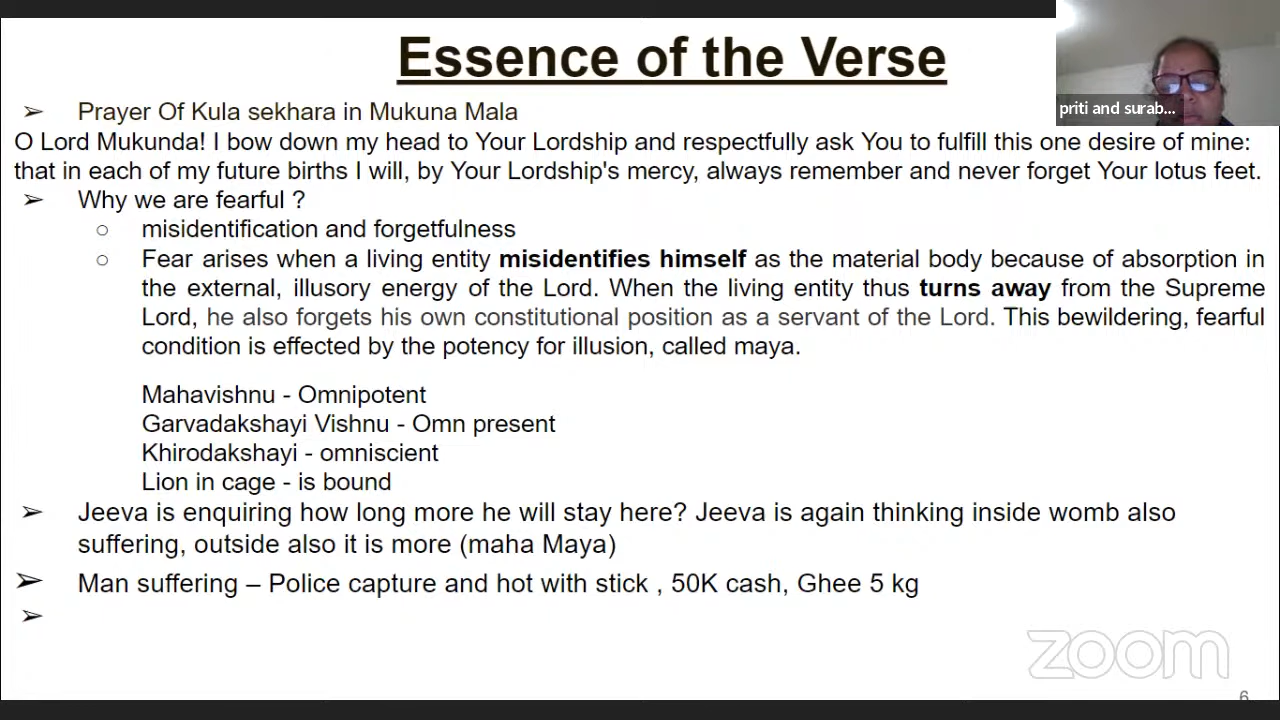 Essence of the Verse
priti and surab...
➢ Prayer Of Kula sekhara in Mukuna Mala
O Lord Mukunda! I bow down my head to Your Lordship and respectfully ask You to fulfill this one desire of mine:
that in each of my future births I will, by Your Lordship's mercy, always remember and never forget Your lotus feet.
➢ Why we are fearful ?
○ misidentification and forgetfulness
○ Fear arises when a living entity misidentifies himself as the material body because of absorption in
the external, illusory energy of the Lord. When the living entity thus turns away from the Supreme
Lord, he also forgets his own constitutional position as a servant of the Lord. This bewildering, fearful
condition is effected by the potency for illusion, called maya.
Mahavishnu - Omnipotent
Garvadakshayi Vishnu - Omn present
Khirodakshayi - omniscient
Lion in cage - is bound
➢ Jeeva is enquiring how long more he will stay here? Jeeva is again thinking inside womb also
suffering, outside also it is more (maha Maya)
➢ Man suffering – Police capture and hot with stick , 50K cash, Ghee 5 kg
➢
zoom
6